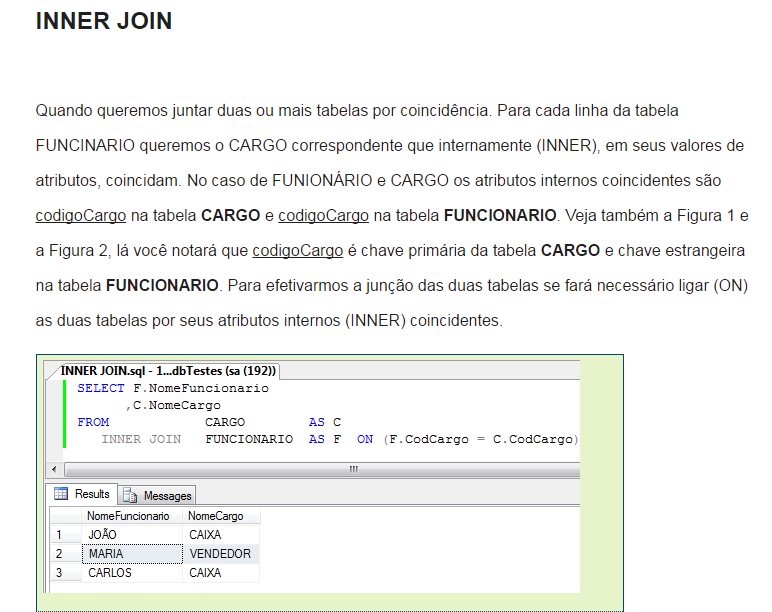 INNER JOIN
Quando queremos juntar duas ou mais tabelas por coincidência. Para cada linha da tabela
FUNCINARIO queremos o CARGO correspondente que internamente (INNER), em seus valores de
atributos, coincidam. No caso de FUNIONÁRIO e CARGO os atributos internos coincidentes são
codigoCargo na tabela CARGO e codigoCargo na tabela FUNCIONARIO. Veja também a Figura 1 e
a Figura 2, lá você notará que codigoCargo é chave primária da tabela CARGO e chave estrangeira
na tabela FUNCIONARIO. Para efetivarmos a junção das duas tabelas se fará necessário ligar (ON)
as duas tabelas por seus atributos internos (INNER) coincidentes.
INNER JOIN.sql - 1...dbTestes (sa (192))
SELECT F.NomeFuncionario
,C.NomeCargo
FROM CARGO AS C
INNER JOIN FUNCIONARIO AS F ON (F.CodCargo = C.CodCargo)
Results Messages
NomeFuncionario NomeCargo
1 JOÃO CAIXA
2 MARIA VENDEDOR
3 CARLOS CAIXA